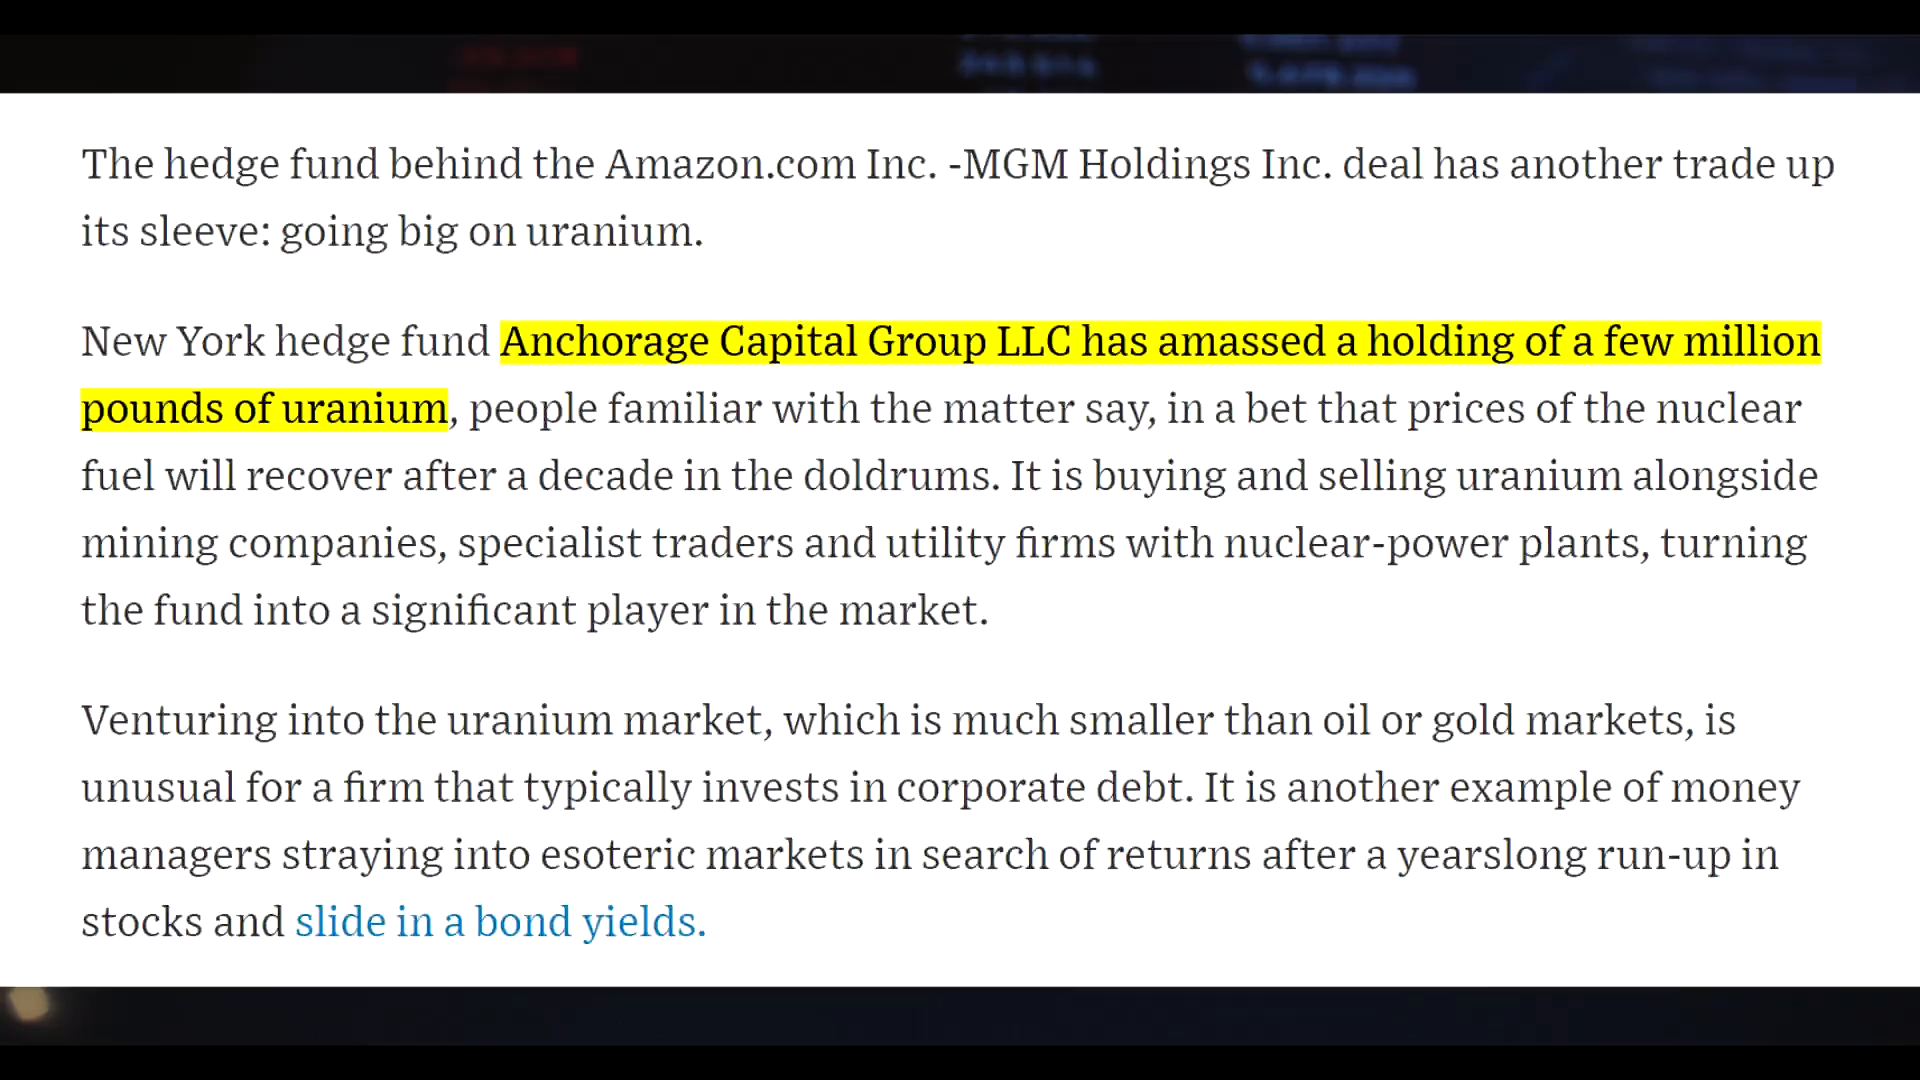 The hedge fund behind the Amazon.com Inc. -MGM Holdings Inc. deal has another trade up
its sleeve: going big on uranium.
New York hedge fund Anchorage Capital Group LLC has amassed a holding of a few million
pounds of uranium, people familiar with the matter say, in a bet that prices of the nuclear
fuel will recover after a decade in the doldrums. It is buying and selling uranium alongside
mining companies, specialist traders and utility firms with nuclear-power plants, turning
the fund into a significant player in the market.
Venturing into the uranium market, which is much smaller than oil or gold markets, is
unusual for a firm that typically invests in corporate debt. It is another example of money
managers straying into esoteric markets in search of returns after a yearslong run-up in
stocks and slide in a bond yields.